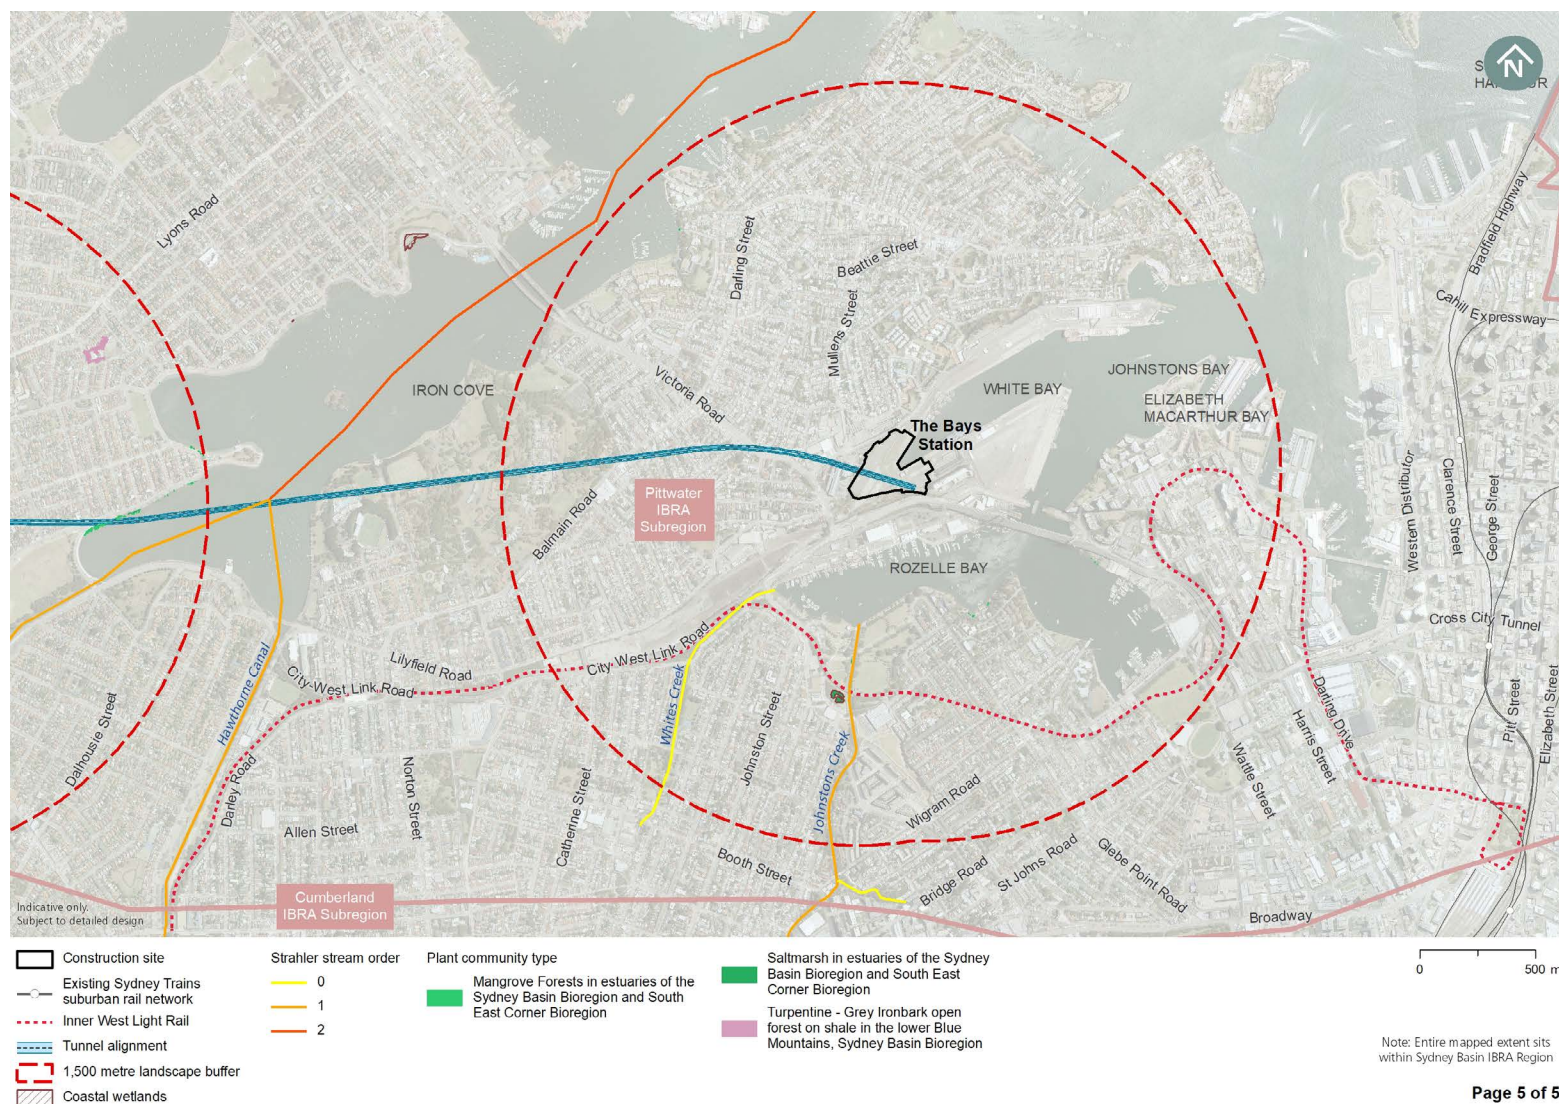 N
HA
OUR
Lyons Road
Darling Street
Beattie Street
Mullens Street
Bradfield Highway
Cahill Expressway
IRON COVE
Victoria Road
WHITE BAY
JOHNSTONS BAY
ELIZABETH
MACARTHUR BAY
The Bays
Station
Pittwater
IBRA
Subregion
Balmain Road
ROZELLE BAY
Western Distributor
Clarence Street
George Street
Cross City Tunnel
Hawthorne Canal
Lilyfield Road
City-West Link Road
City West Link Road
Whites Creek
Johnston Street
Johnstons Creek
Dalhousie Street
Darley Road
Norton Street
Allen Street
Catherine Street
Booth Street
Wigram Road
Bridge Road
St Johns Road
Glebe Point Road
Wattle Street
Harris Street
Darling Drive
Pitt Street
Elizabeth Street
Broadway
Cumberland
IBRA Subregion
Indicative only.
Subject to detailed design
Construction site
Existing Sydney Trains
suburban rail network
Inner West Light Rail
Tunnel alignment
1,500 metre landscape buffer
Coastal wetlands
Strahler stream order
0
1
2
Plant community type
Mangrove Forests in estuaries of the
Sydney Basin Bioregion and South
East Corner Bioregion
Saltmarsh in estuaries of the Sydney
Basin Bioregion and South East
Corner Bioregion
Turpentine - Grey Ironbark open
forest on shale in the lower Blue
Mountains, Sydney Basin Bioregion
0
500 m
Note: Entire mapped extent sits
within Sydney Basin IBRA Region
Page 5 of 5